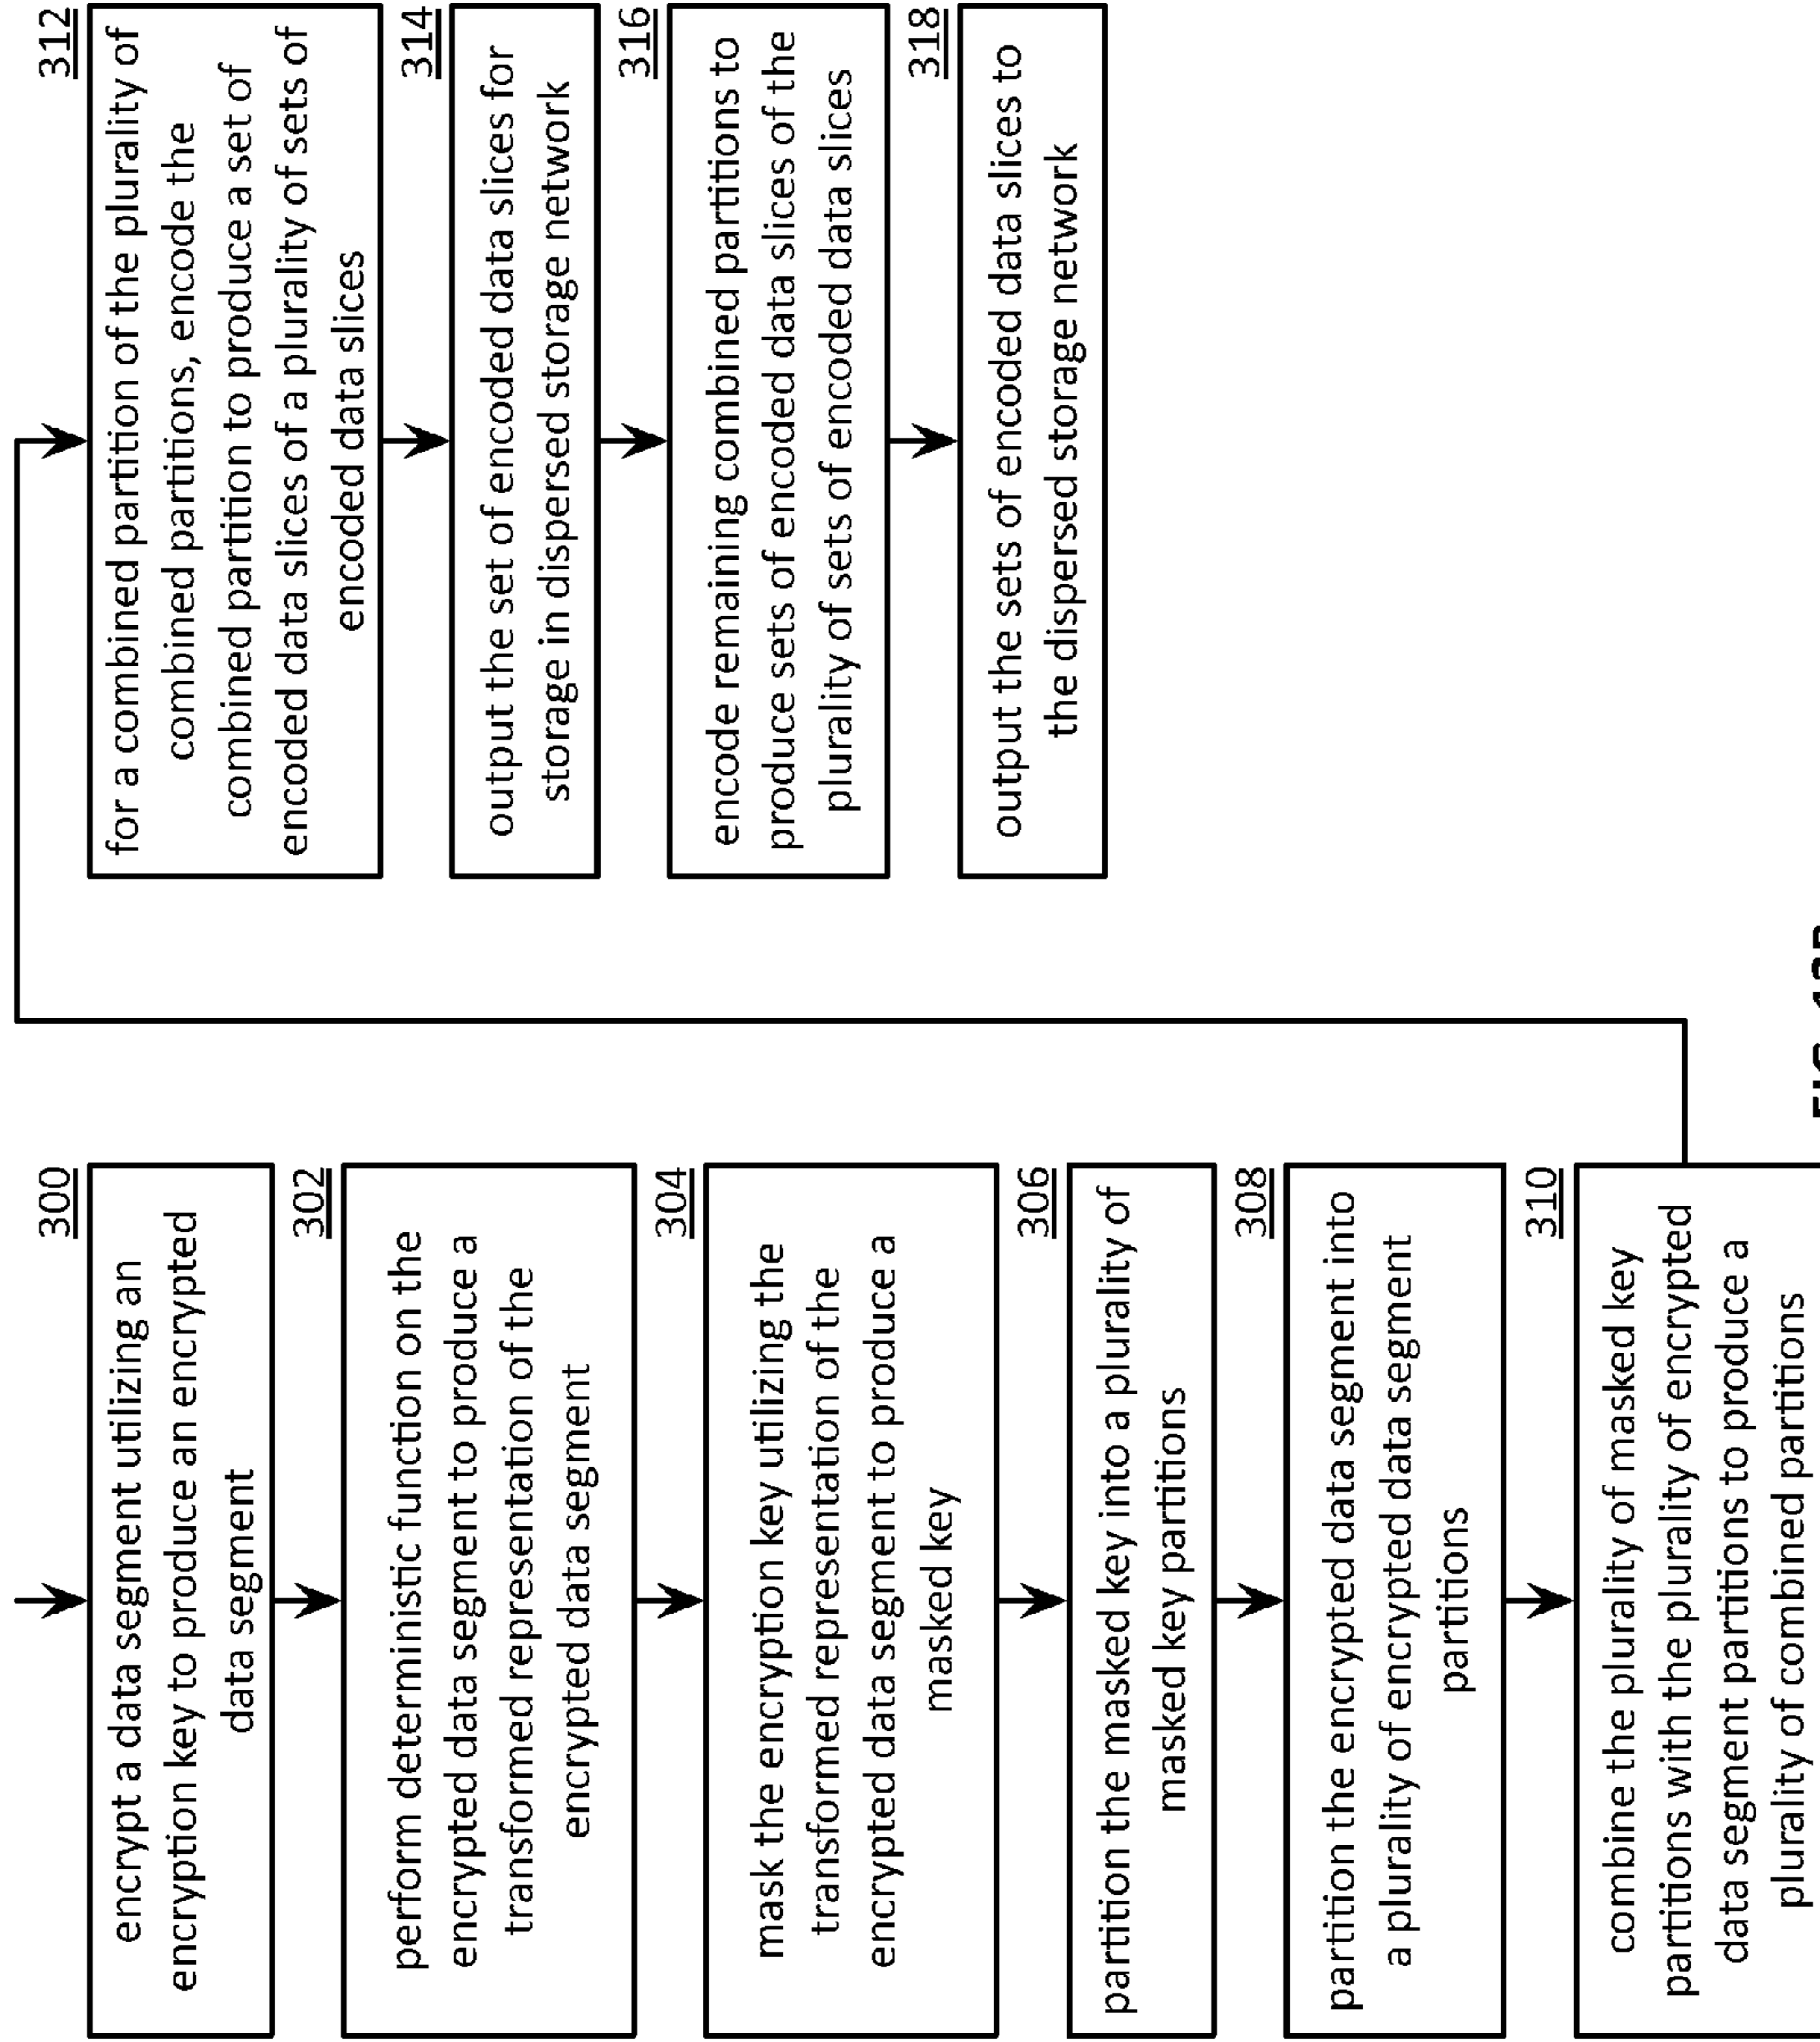 300
encrypt a data segment utilizing an
encryption key to produce an encrypted
data segment
302
perform deterministic function on the
encrypted data segment to produce a
transformed representation of the
encrypted data segment
304
mask the encryption key utilizing the
transformed representation of the
encrypted data segment to produce a
masked key
306
partition the masked key into a plurality of
masked key partitions
308
partition the encrypted data segment into
a plurality of encrypted data segment
partitions
310
combine the plurality of masked key
partitions with the plurality of encrypted
data segment partitions to produce a
plurality of combined partitions
312
for a combined partition of the plurality of
combined partitions, encode the
combined partition to produce a set of
encoded data slices of a plurality of sets of
encoded data slices
314
output the set of encoded data slices for
storage in dispersed storage network
316
encode remaining combined partitions to
produce sets of encoded data slices of the
plurality of sets of encoded data slices
318
output the sets of encoded data slices to
the dispersed storage network
FIG.